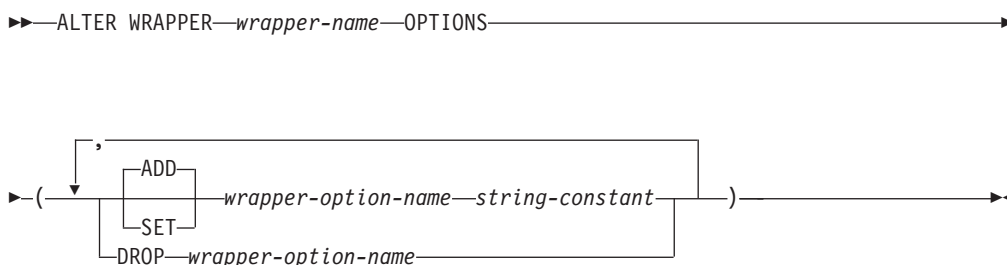 ALTER WRAPPER wrapper-name OPTIONS
,
ADD
( wrapper-option-name string-constant )
SET
DROP wrapper-option-name